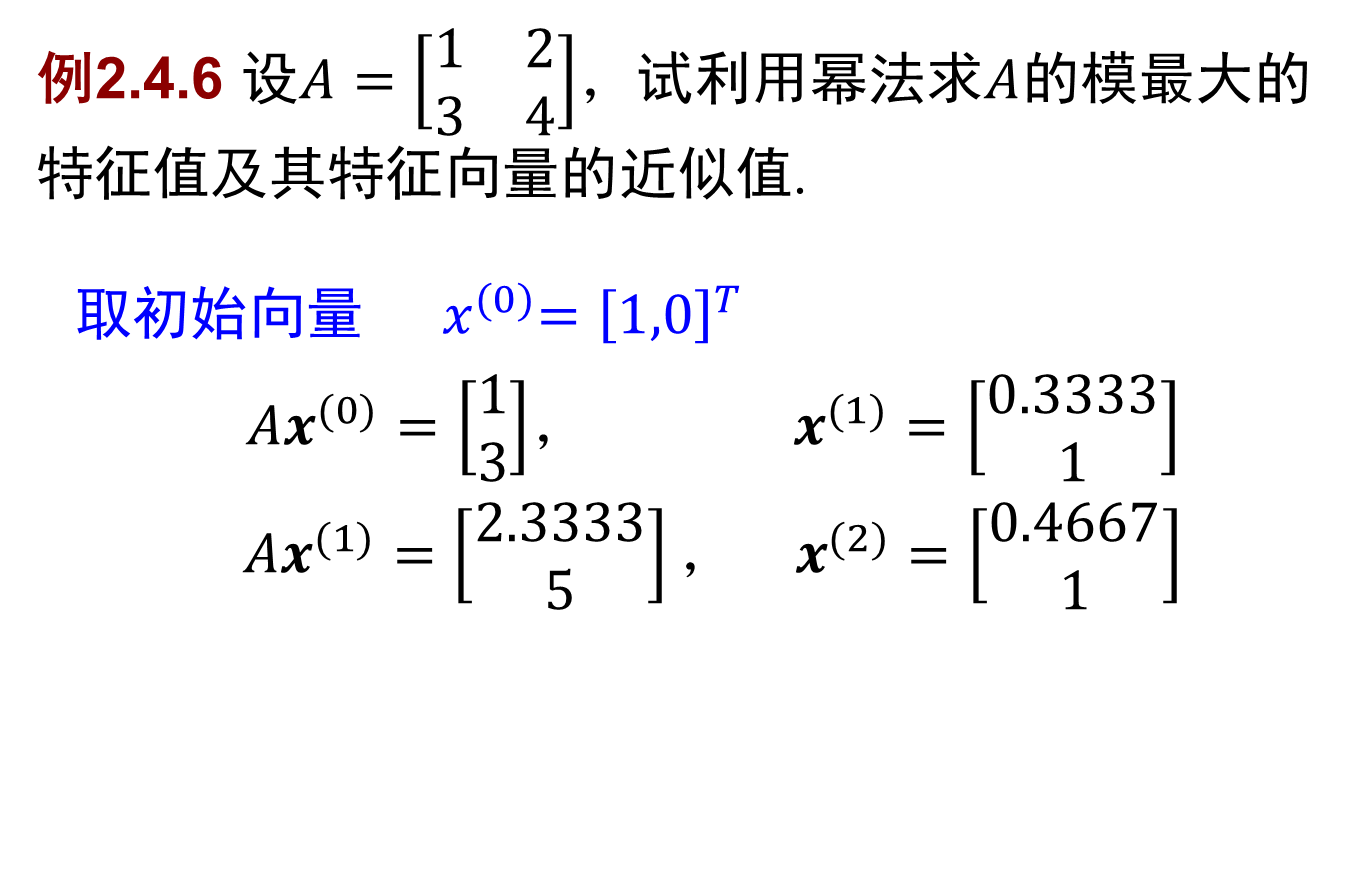 例2.4.6 设A = [1 2; 3 4]，试利用幂法求A的模最大的
特征值及其特征向量的近似值.
取初始向量 x⁽⁰⁾= [1,0]ᵀ
Ax⁽⁰⁾ = [1; 3], x⁽¹⁾ = [0.3333; 1]
Ax⁽¹⁾ = [2.3333; 5], x⁽²⁾ = [0.4667; 1]